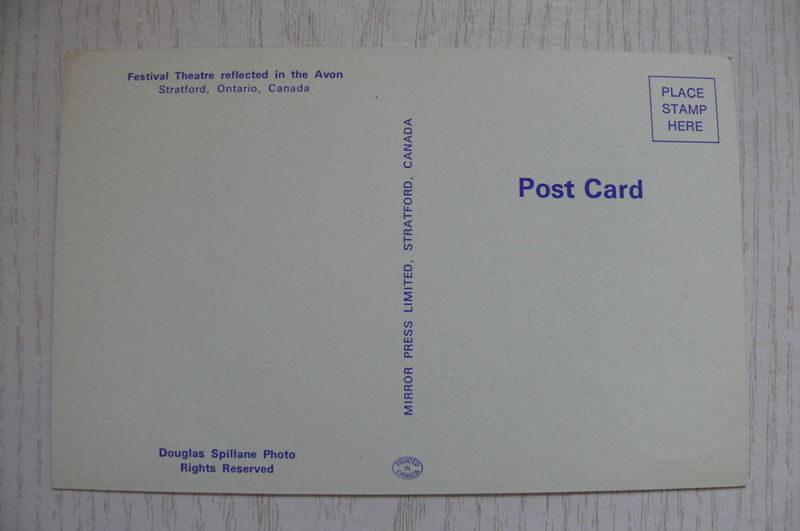 Festival Theatre reflected in the Avon
Stratford, Ontario, Canada
Douglas Spillane Photo
Rights Reserved
MIRROR PRESS LIMITED, STRATFORD, CANADA
PRINTED
IN
CANADA
PLACE
STAMP
HERE
Post Card